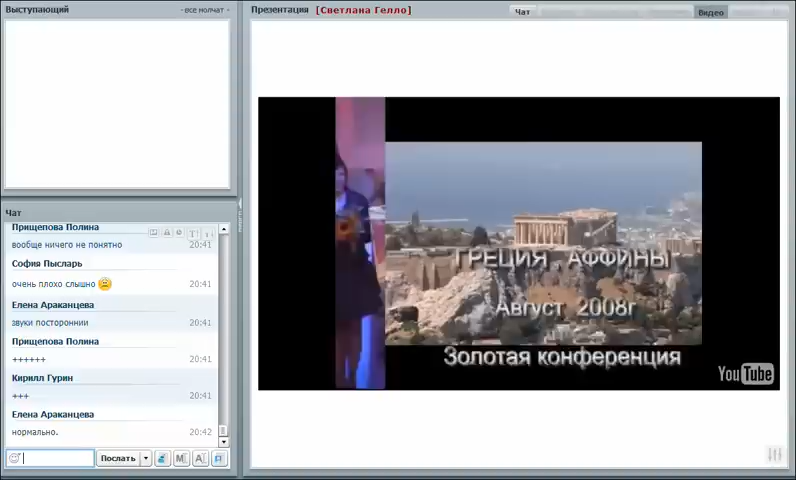 Выступающий
- все молчат -
Презентация [Светлана Гелло]
Чат
Видео
Чат
Прищепова Полина
вообще ничего не понятно 20:41
София Пысларь
очень плохо слышно 20:41
Елена Араканцева
звуки постороннии 20:41
Прищепова Полина
++++++ 20:41
Кирилл Гурин
+++ 20:41
Елена Араканцева
нормально. 20:42
Послать
ГРЕЦИЯ АФФИНЫ
Август 2008г
Золотая конференция
YouTube